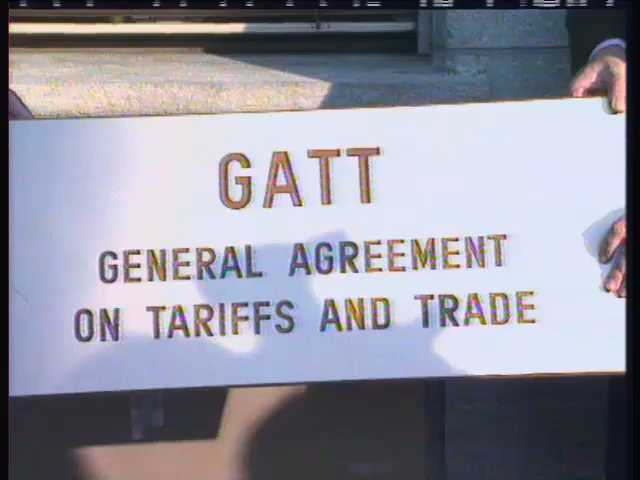 GATT
GENERAL AGREEMENT
ON TARIFFS AND TRADE